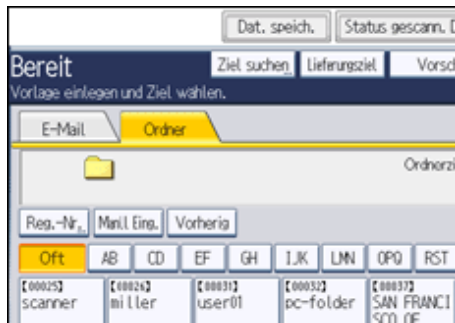 Dat. speich. Status gescann. D
Bereit Ziel suchen Lieferungsziel Vorsc
Vorlage einlegen und Ziel wählen.
E-Mail Ordner
Ordnerzi
Reg.-Nr. Manll Eing. Vorherig
Oft AB CD EF GH IJK LMN OPQ RST
[00025] [00026] [00031] [00032] [00037]
scanner miller user01 pc-folder SAN FRANCI
SCO OF